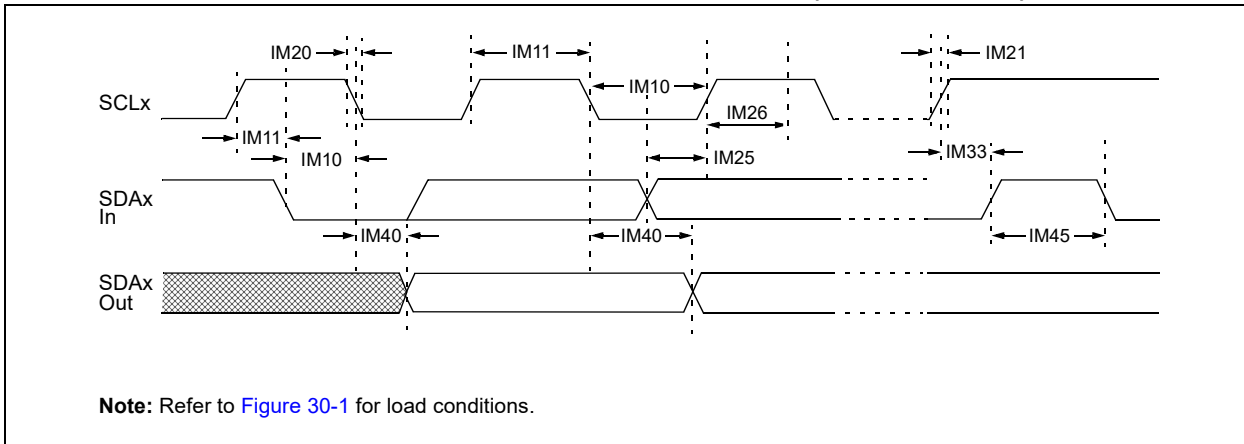 IM20
IM11
IM21
IM10
SCLx
IM26
IM11
IM10
IM25
IM33
SDAx
In
IM40
IM40
IM45
SDAx
Out
Note: Refer to Figure 30-1 for load conditions.